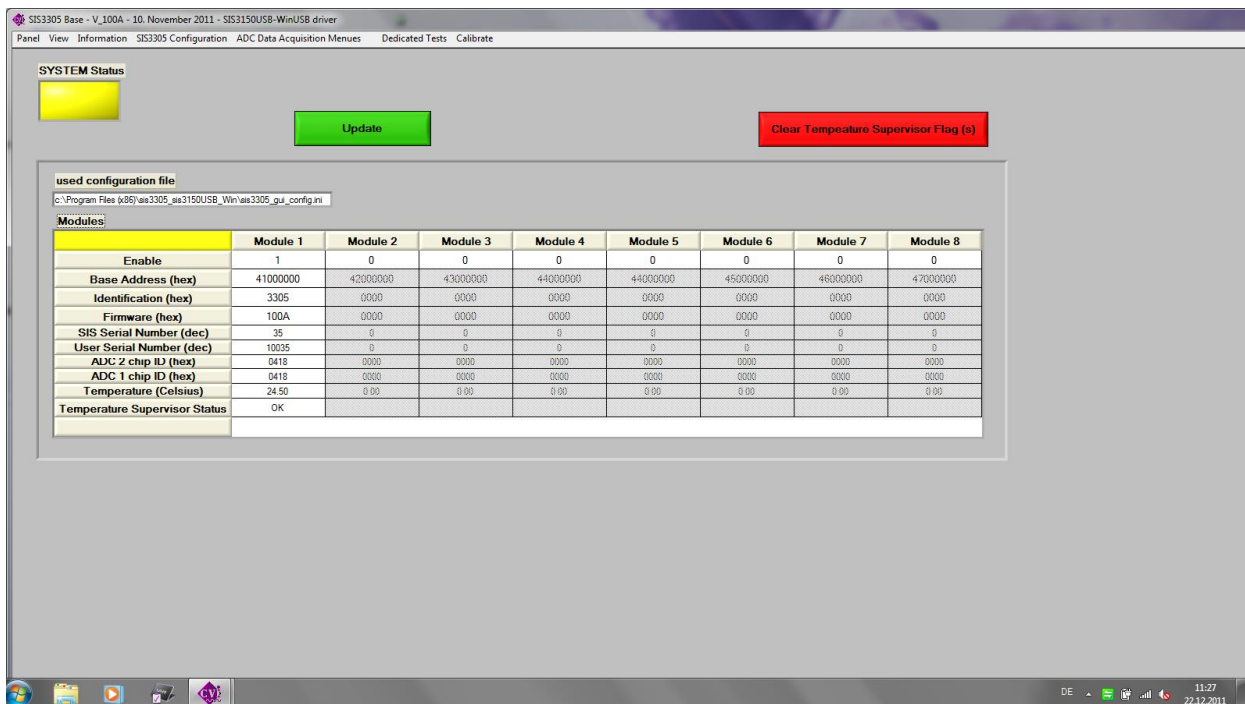 SIS3305 Base - V_100A - 10. November 2011 - SIS3150USB-WinUSB driver
Panel View Information SIS3305 Configuration ADC Data Acquisition Menues Dedicated Tests Calibrate
SYSTEM Status
Update
Clear Tempeature Supervisor Flag (s)
used configuration file
c:\Program Files (x86)\sis3305_sis3150USB_Win\sis3305_gui_config.ini
Modules
Module 1 Module 2 Module 3 Module 4 Module 5 Module 6 Module 7 Module 8
Enable 1 0 0 0 0 0 0 0
Base Address (hex) 41000000 42000000 43000000 44000000 44000000 45000000 46000000 47000000
Identification (hex) 3305 0000 0000 0000 0000 0000 0000 0000
Firmware (hex) 100A 0000 0000 0000 0000 0000 0000 0000
SIS Serial Number (dec) 35 0 0 0 0 0 0 0
User Serial Number (dec) 10035 0 0 0 0 0 0 0
ADC 2 chip ID (hex) 0418 0000 0000 0000 0000 0000 0000 0000
ADC 1 chip ID (hex) 0418 0000 0000 0000 0000 0000 0000 0000
Temperature (Celsius) 24.50 0.00 0.00 0.00 0.00 0.00 0.00 0.00
Temperature Supervisor Status OK
CVI
DE 11:27
22.12.2011